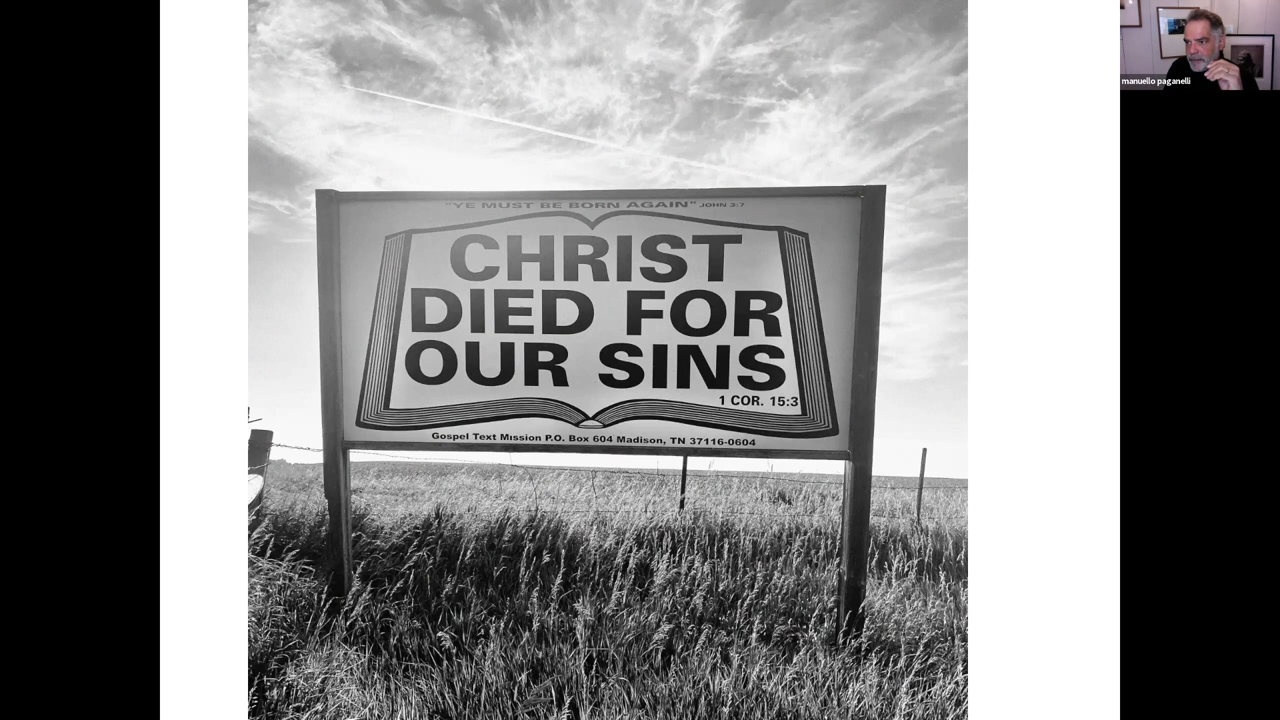 "YE MUST BE BORN AGAIN" JOHN 3:7
CHRIST
DIED FOR
OUR SINS
1 COR. 15:3
Gospel Text Mission P.O. Box 604 Madison, TN 37116-0604
manuello paganelli